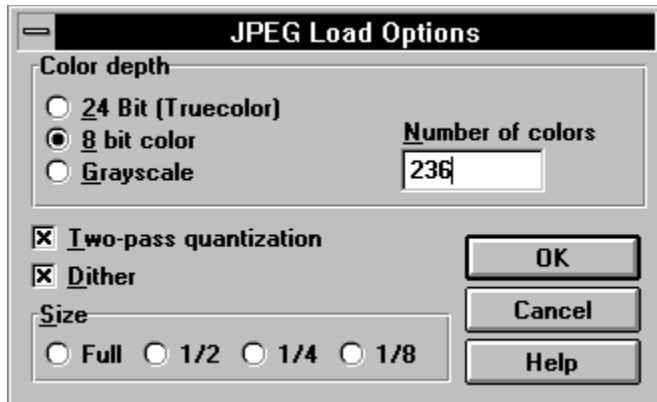 JPEG Load Options
Color depth
24 Bit (Truecolor)
8 bit color
Number of colors
Grayscale
236
Two-pass quantization
Dither
OK
Size
Cancel
Full 1/2 1/4 1/8
Help